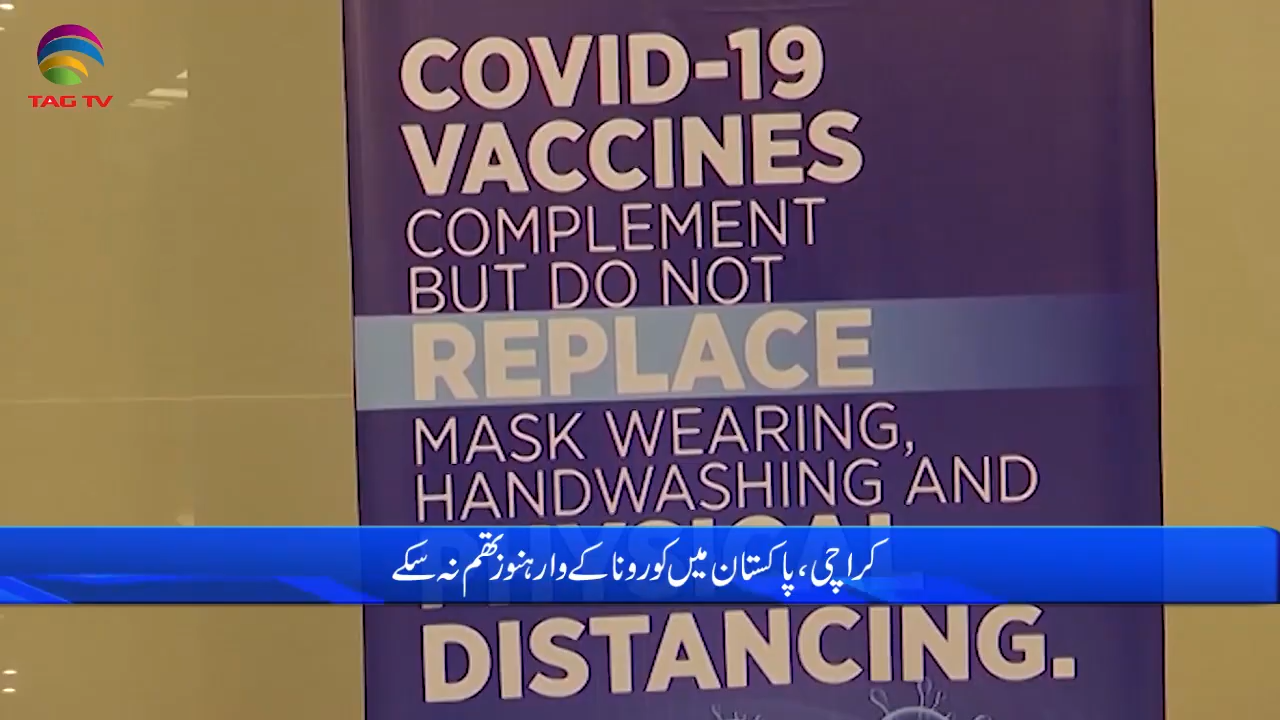 TAG TV
COVID-19
VACCINES
COMPLEMENT
BUT DO NOT
REPLACE
MASK WEARING,
HANDWASHING AND
PHYSICAL
کراچی، پاکستان میں کورونا کے وار ہنوز تھم نہ سکے
DISTANCING.